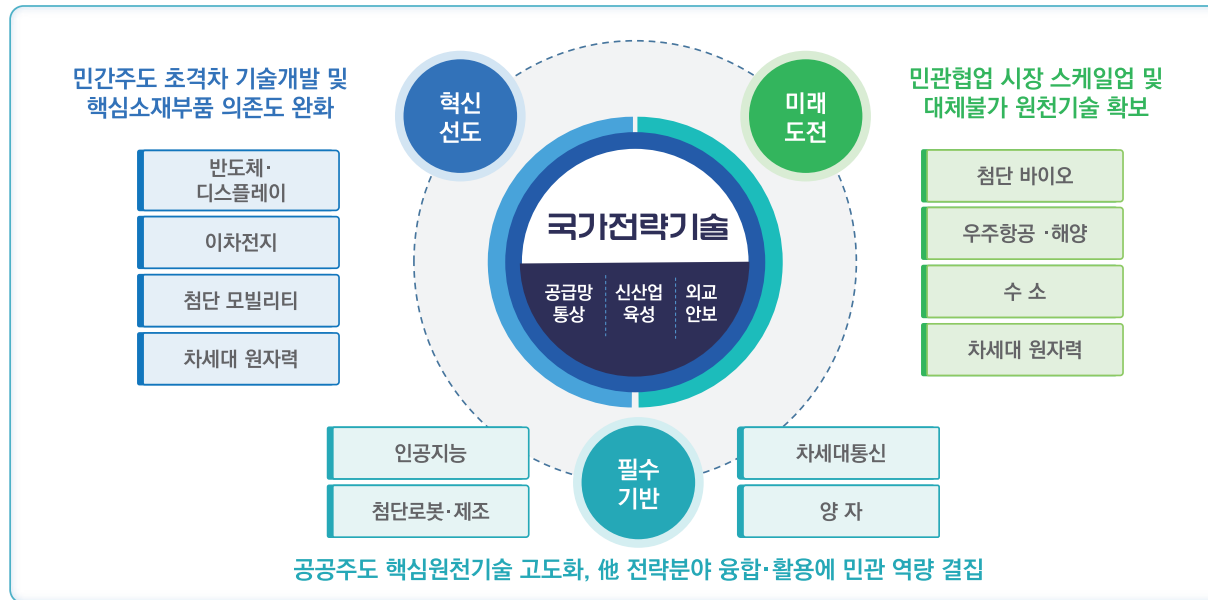 민간주도 초격차 기술개발 및
핵심소재부품 의존도 완화
반도체·
디스플레이
이차전지
첨단 모빌리티
차세대 원자력
혁신
선도
미래
도전
민관협업 시장 스케일업 및
대체불가 원천기술 확보
첨단 바이오
우주항공 ·해양
수 소
차세대 원자력
국가전략기술
공급망
통상
신산업
육성
외교
안보
인공지능
첨단로봇·제조
필수
기반
차세대통신
양 자
공공주도 핵심원천기술 고도화, 他 전략분야 융합·활용에 민관 역량 결집